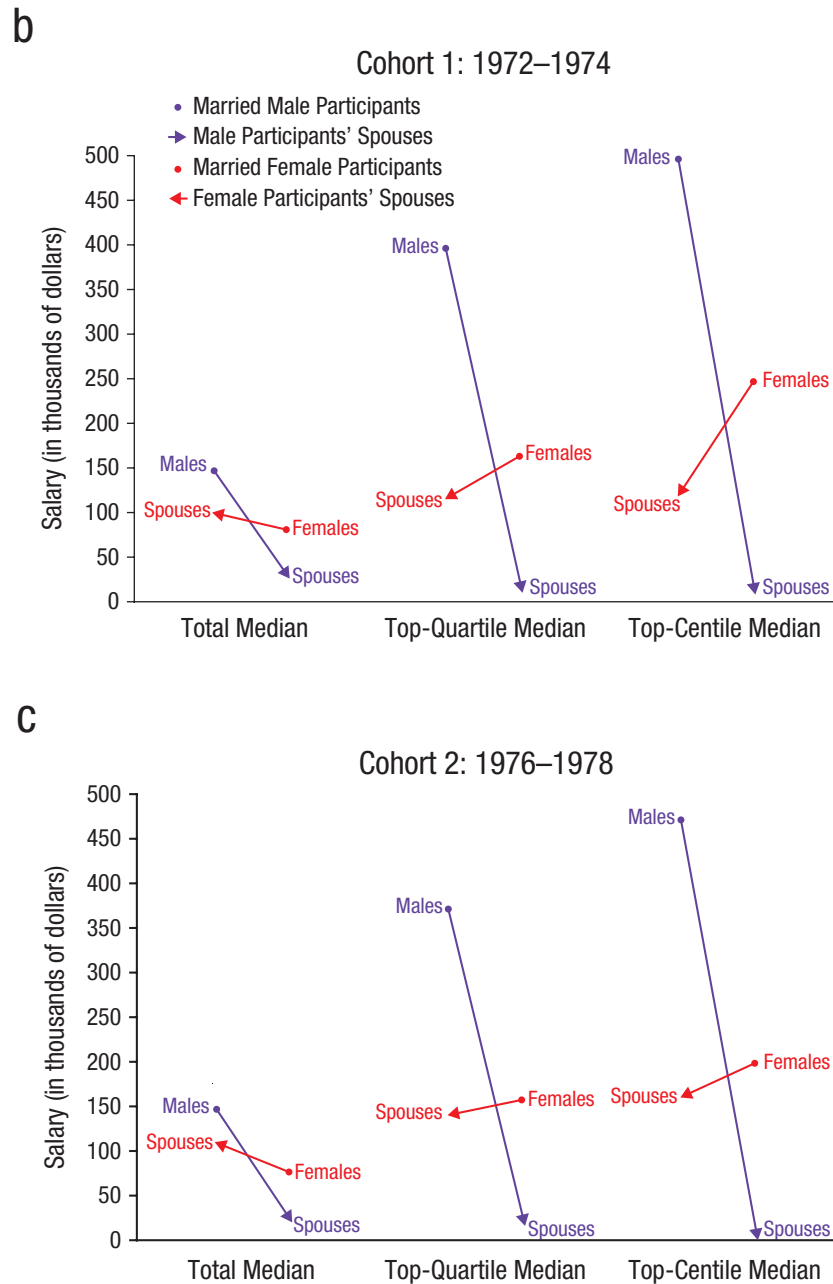 b
Cohort 1: 1972–1974
Married Male Participants
Male Participants' Spouses
Married Female Participants
Female Participants' Spouses
Salary (in thousands of dollars)
500
450
400
350
300
250
200
150
100
50
0
Males
Spouses
Females
Spouses
Males
Spouses
Females
Spouses
Males
Spouses
Females
Spouses
Total Median
Top-Quartile Median
Top-Centile Median
c
Cohort 2: 1976–1978
Salary (in thousands of dollars)
500
450
400
350
300
250
200
150
100
50
0
Males
Spouses
Females
Spouses
Males
Spouses
Females
Spouses
Males
Spouses
Females
Spouses
Total Median
Top-Quartile Median
Top-Centile Median